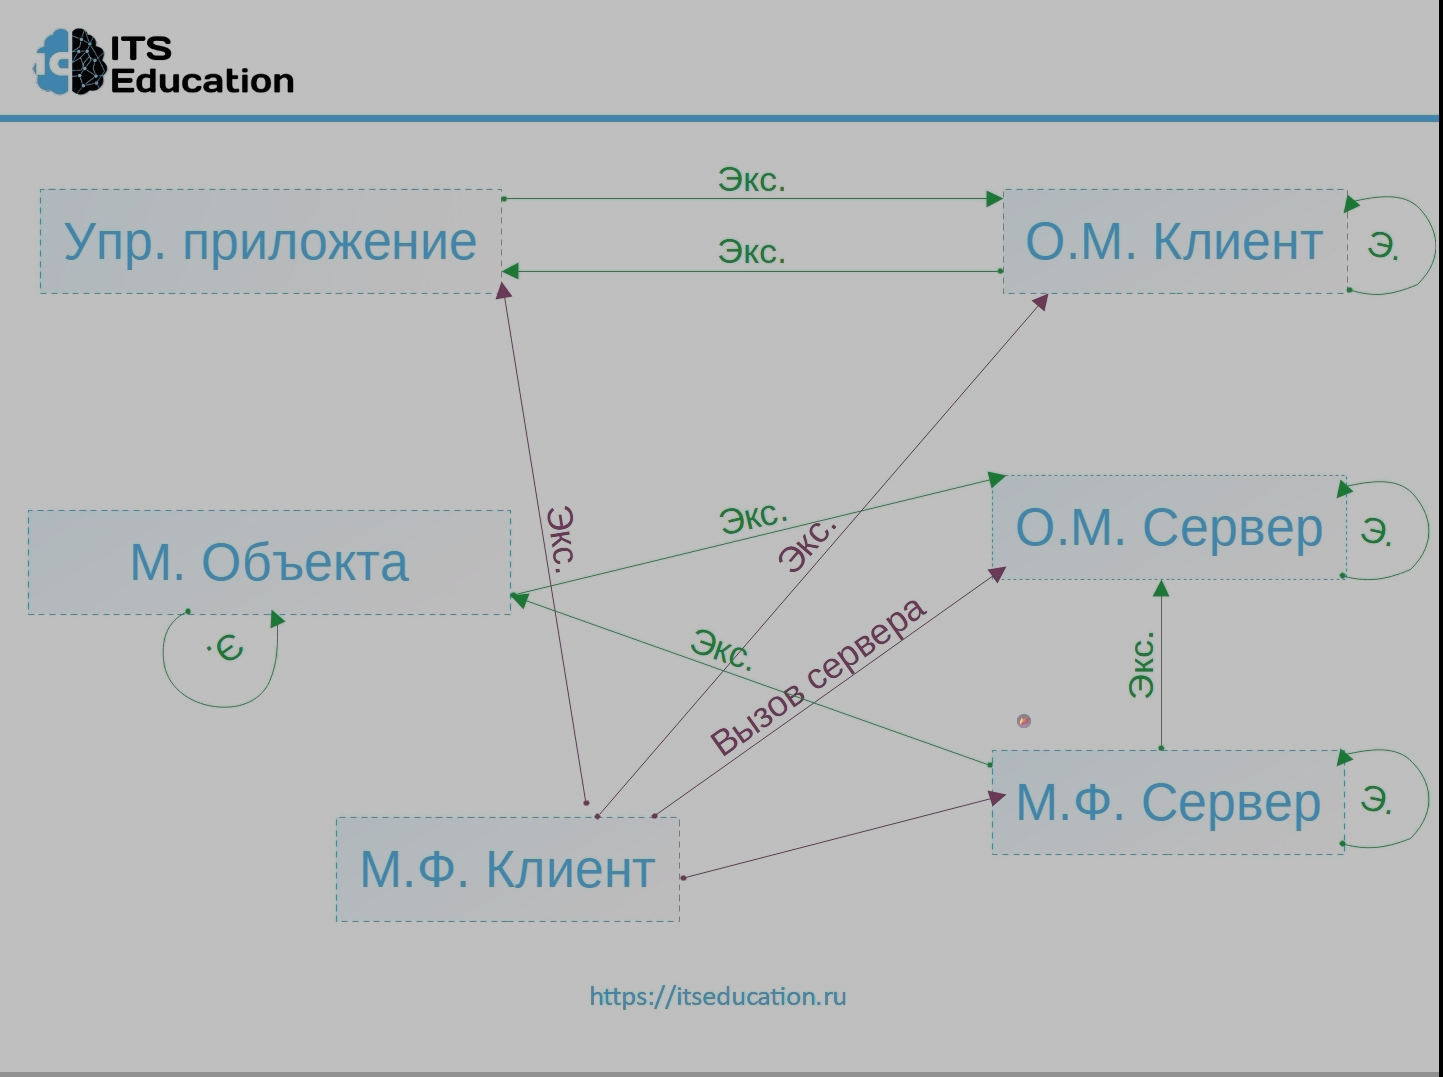 1C
ITS
Education
Экс.
Упр. приложение
О.М. Клиент
Э.
Экс.
Экс.
Экс.
Экс.
М. Объекта
О.М. Сервер
Э.
Э.
Экс.
Вызов сервера
Экс.
М.Ф. Сервер
Э.
М.Ф. Клиент
https://itseducation.ru